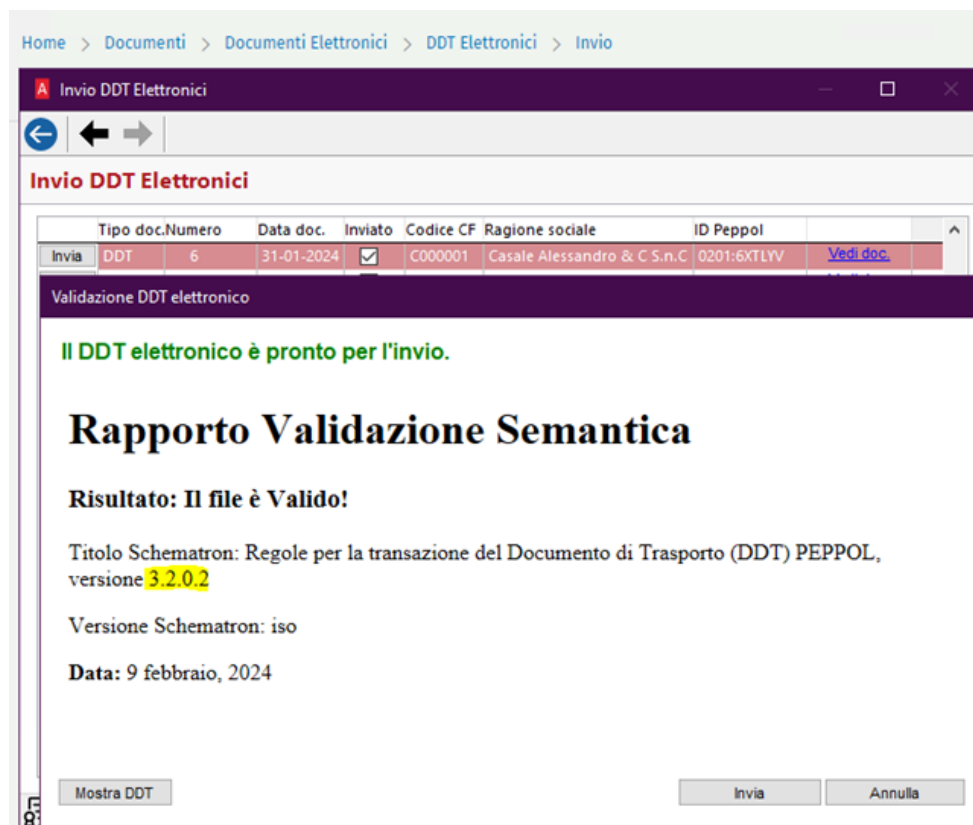 Home > Documenti > Documenti Elettronici > DDT Elettronici > Invio
A Invio DDT Elettronici
Invio DDT Elettronici
Tipo doc. Numero Data doc. Inviato Codice CF Ragione sociale ID Peppol
Invia DDT 6 31-01-2024 C000001 Casale Alessandro & C S.n.C 0201:6XTLYV Vedi doc.
Validazione DDT elettronico
Il DDT elettronico è pronto per l'invio.
Rapporto Validazione Semantica
Risultato: Il file è Valido!
Titolo Schematron: Regole per la transazione del Documento di Trasporto (DDT) PEPPOL,
versione 3.2.0.2
Versione Schematron: iso
Data: 9 febbraio, 2024
Mostra DDT Invia Annulla